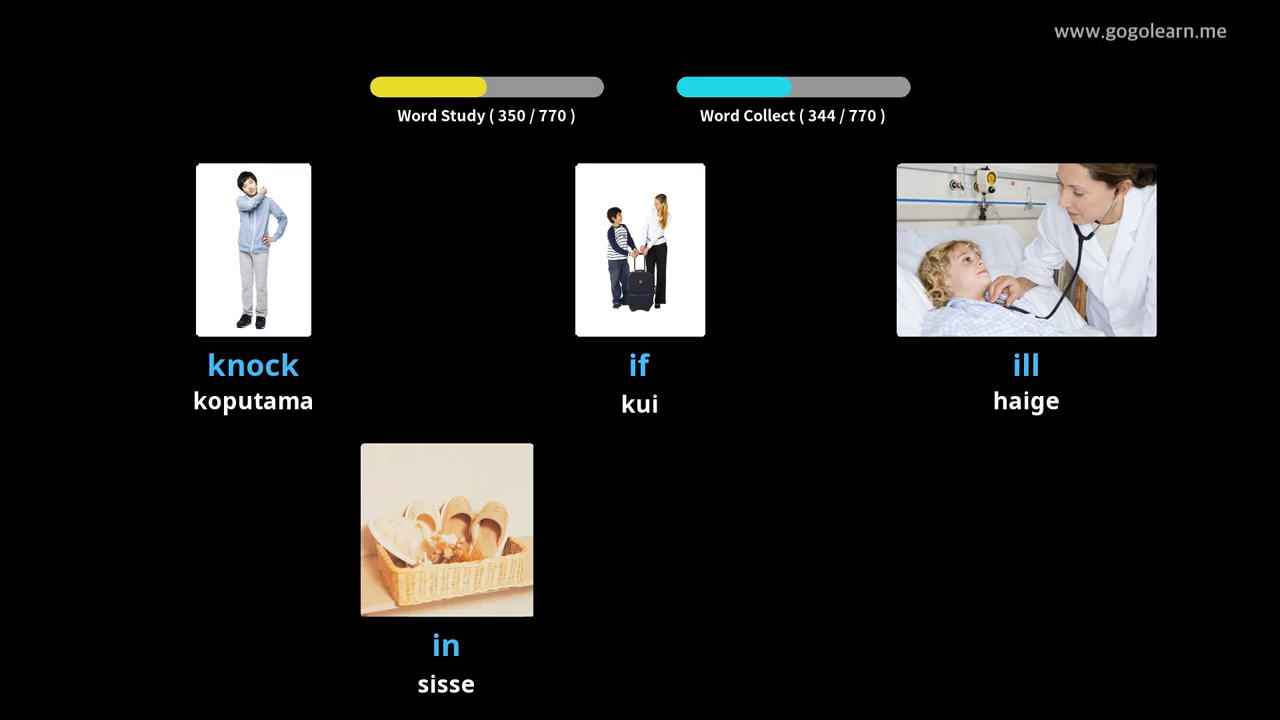 www.gogolearn.me
Word Study ( 350 / 770 )
Word Collect ( 344 / 770 )
knock
koputama
if
kui
ill
haige
in
sisse